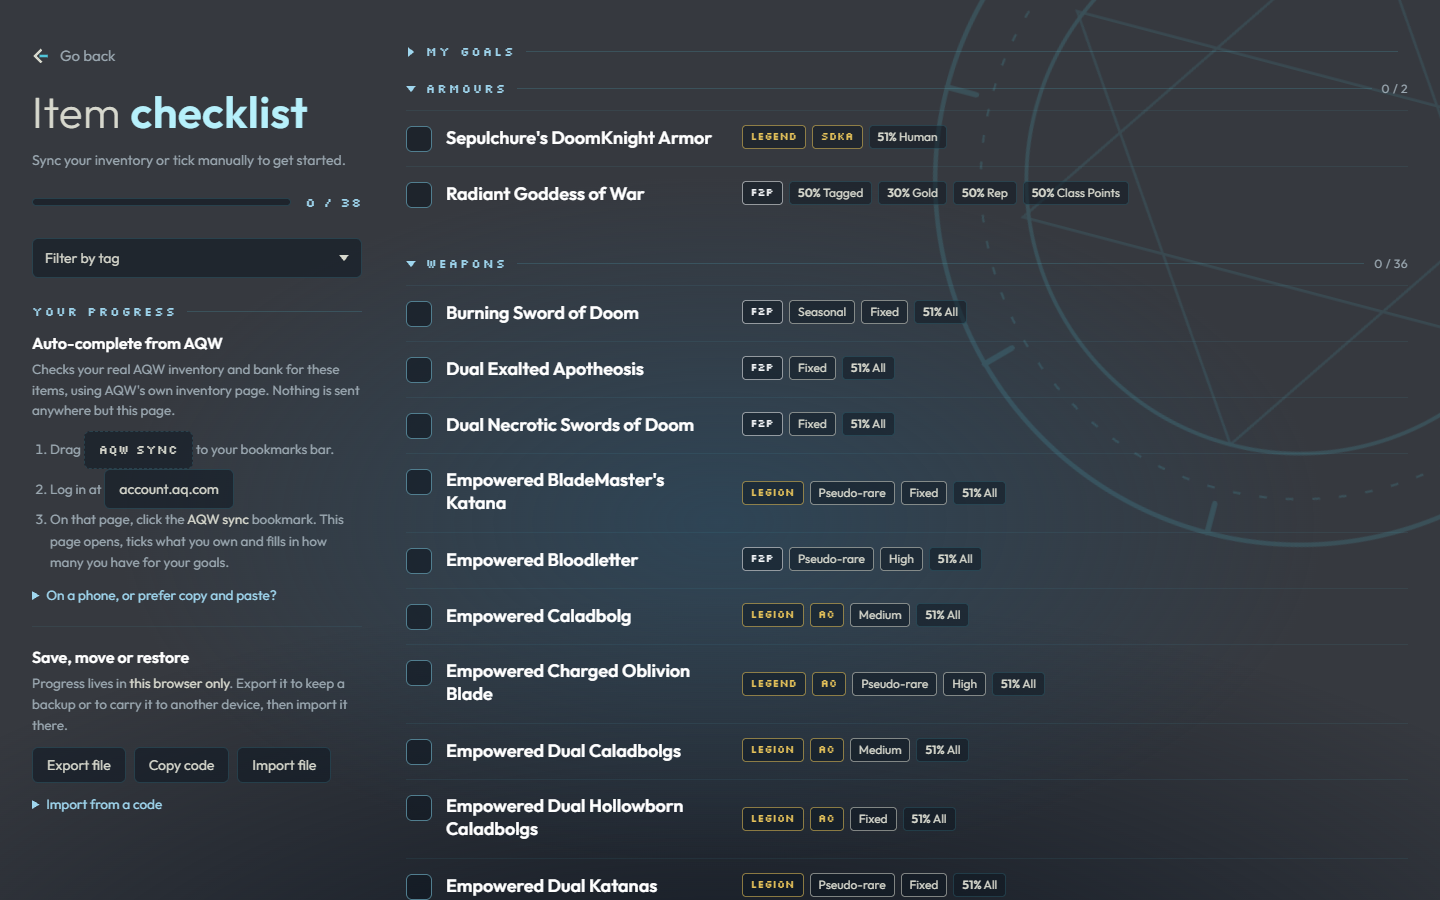 Go back
Item checklist
Sync your inventory or tick manually to get started.
0 / 38
Filter by tag
YOUR PROGRESS
Auto-complete from AQW
Checks your real AQW inventory and bank for these
items, using AQW's own inventory page. Nothing is sent
anywhere but this page.
1. Drag AQW SYNC to your bookmarks bar.
2. Log in at account.aq.com
3. On that page, click the AQW sync bookmark. This
page opens, ticks what you own and fills in how
many you have for your goals.
On a phone, or prefer copy and paste?
Save, move or restore
Progress lives in this browser only. Export it to keep a
backup or to carry it to another device, then import it
there.
Export file Copy code Import file
Import from a code
MY GOALS
ARMOURS 0 / 2
Sepulchure's DoomKnight Armor LEGEND SDKA 51% Human
Radiant Goddess of War F2P 50% Tagged 30% Gold 50% Rep 50% Class Points
WEAPONS 0 / 36
Burning Sword of Doom F2P Seasonal Fixed 51% All
Dual Exalted Apotheosis F2P Fixed 51% All
Dual Necrotic Swords of Doom F2P Fixed 51% All
Empowered BladeMaster's
Katana LEGION Pseudo-rare Fixed 51% All
Empowered Bloodletter F2P Pseudo-rare High 51% All
Empowered Caladbolg LEGION AC Medium 51% All
Empowered Charged Oblivion
Blade LEGEND AC Pseudo-rare High 51% All
Empowered Dual Caladbolgs LEGION AC Medium 51% All
Empowered Dual Hollowborn
Caladbolgs LEGION AC Fixed 51% All
Empowered Dual Katanas LEGION Pseudo-rare Fixed 51% All